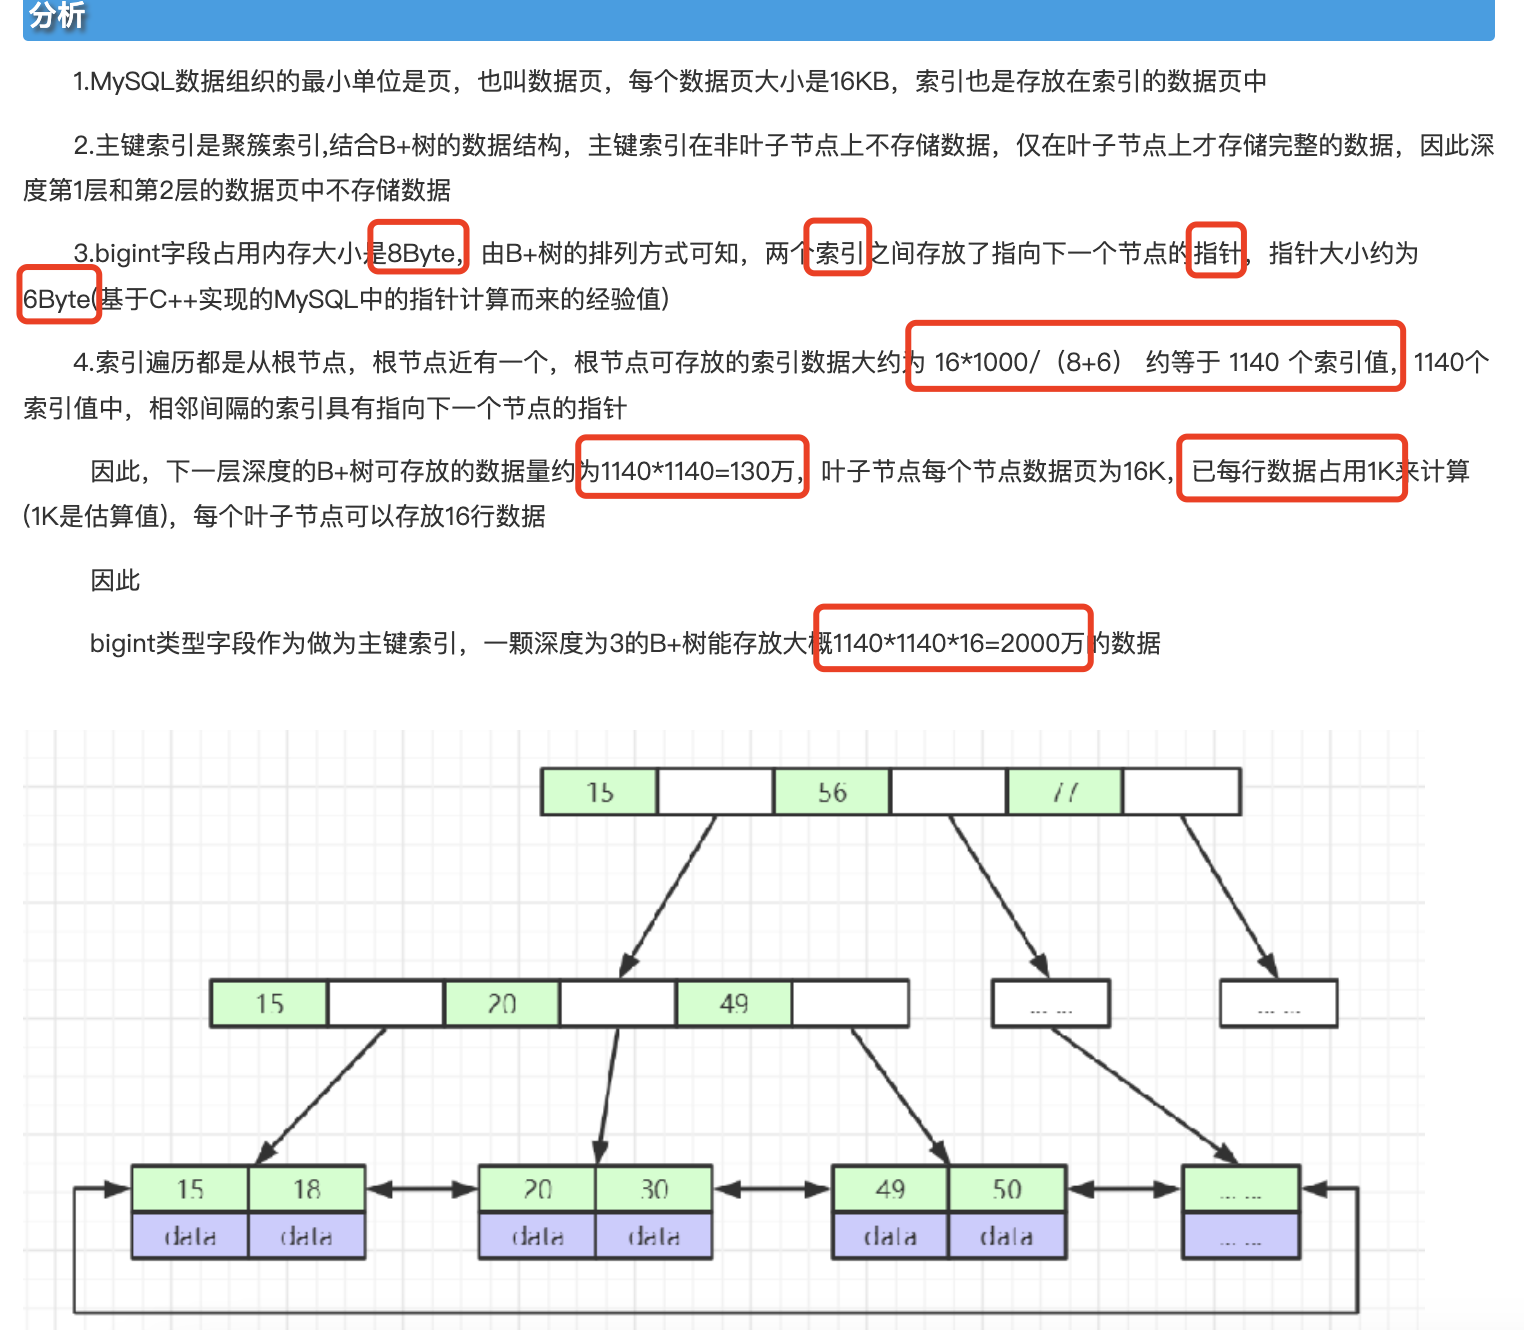 分析
1.MySQL数据组织的最小单位是页，也叫数据页，每个数据页大小是16KB，索引也是存放在索引的数据页中
2.主键索引是聚簇索引,结合B+树的数据结构，主键索引在非叶子节点上不存储数据，仅在叶子节点上才存储完整的数据，因此深
度第1层和第2层的数据页中不存储数据
3.bigint字段占用内存大小是8Byte，由B+树的排列方式可知，两个索引之间存放了指向下一个节点的指针，指针大小约为
6Byte(基于C++实现的MySQL中的指针计算而来的经验值)
4.索引遍历都是从根节点，根节点近有一个，根节点可存放的索引数据大约为 16*1000/（8+6） 约等于 1140 个索引值，1140个
索引值中，相邻间隔的索引具有指向下一个节点的指针
因此，下一层深度的B+树可存放的数据量约为1140*1140=130万，叶子节点每个节点数据页为16K，已每行数据占用1K来计算
(1K是估算值)，每个叶子节点可以存放16行数据
因此
bigint类型字段作为做为主键索引，一颗深度为3的B+树能存放大概1140*1140*16=2000万的数据
15 56 77
15 20 49 ... ... ... ...
15 18 20 30 49 50 ... ...
data data data data data data ... ...